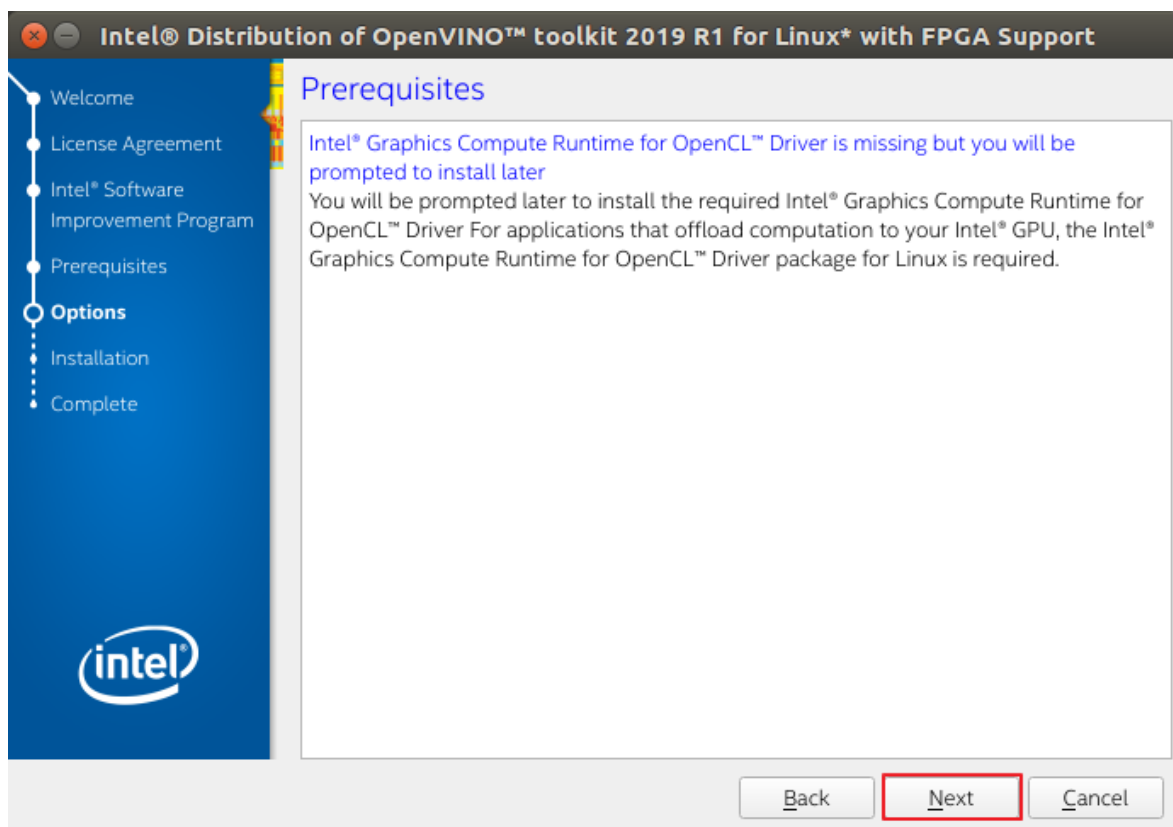 Intel® Distribution of OpenVINO™ toolkit 2019 R1 for Linux* with FPGA Support
Welcome
License Agreement
Intel® Software
Improvement Program
Prerequisites
Options
Installation
Complete
intel®
Prerequisites
Intel® Graphics Compute Runtime for OpenCL™ Driver is missing but you will be
prompted to install later
You will be prompted later to install the required Intel® Graphics Compute Runtime for
OpenCL™ Driver For applications that offload computation to your Intel® GPU, the Intel®
Graphics Compute Runtime for OpenCL™ Driver package for Linux is required.
Back
Next
Cancel